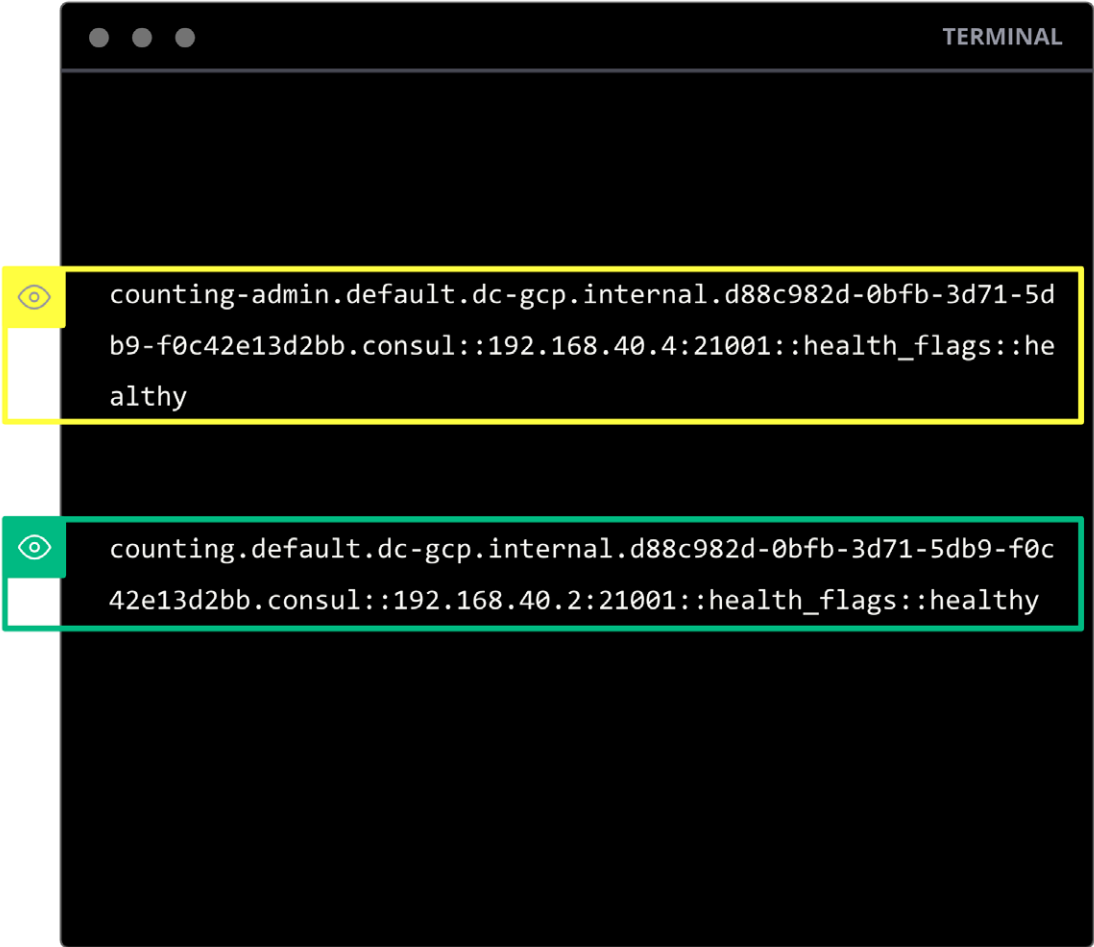 TERMINAL
counting-admin.default.dc-gcp.internal.d88c982d-0bfb-3d71-5d
b9-f0c42e13d2bb.consul::192.168.40.4:21001::health_flags::he
althy
counting.default.dc-gcp.internal.d88c982d-0bfb-3d71-5db9-f0c
42e13d2bb.consul::192.168.40.2:21001::health_flags::healthy